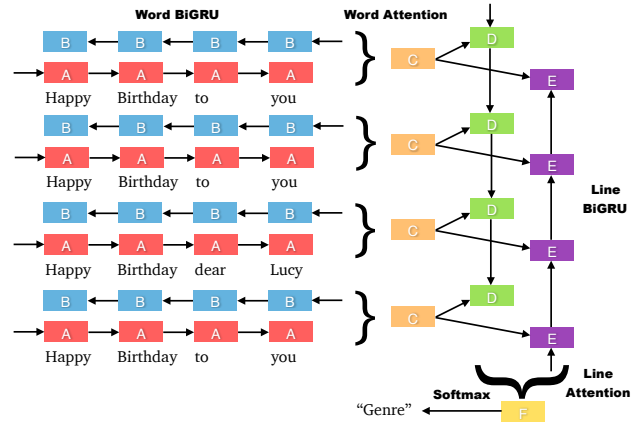 Word BiGRU Word Attention
B B B B
D
C
A A A A
E
Happy Birthday to you
B B B B
D
C
A A A A
E
Happy Birthday to you
Line
BiGRU
B B B B
D
C
A A A A
E
Happy Birthday dear Lucy
B B B B
D
C
A A A A
E
Happy Birthday to you
Line
Attention
Softmax
"Genre"
F